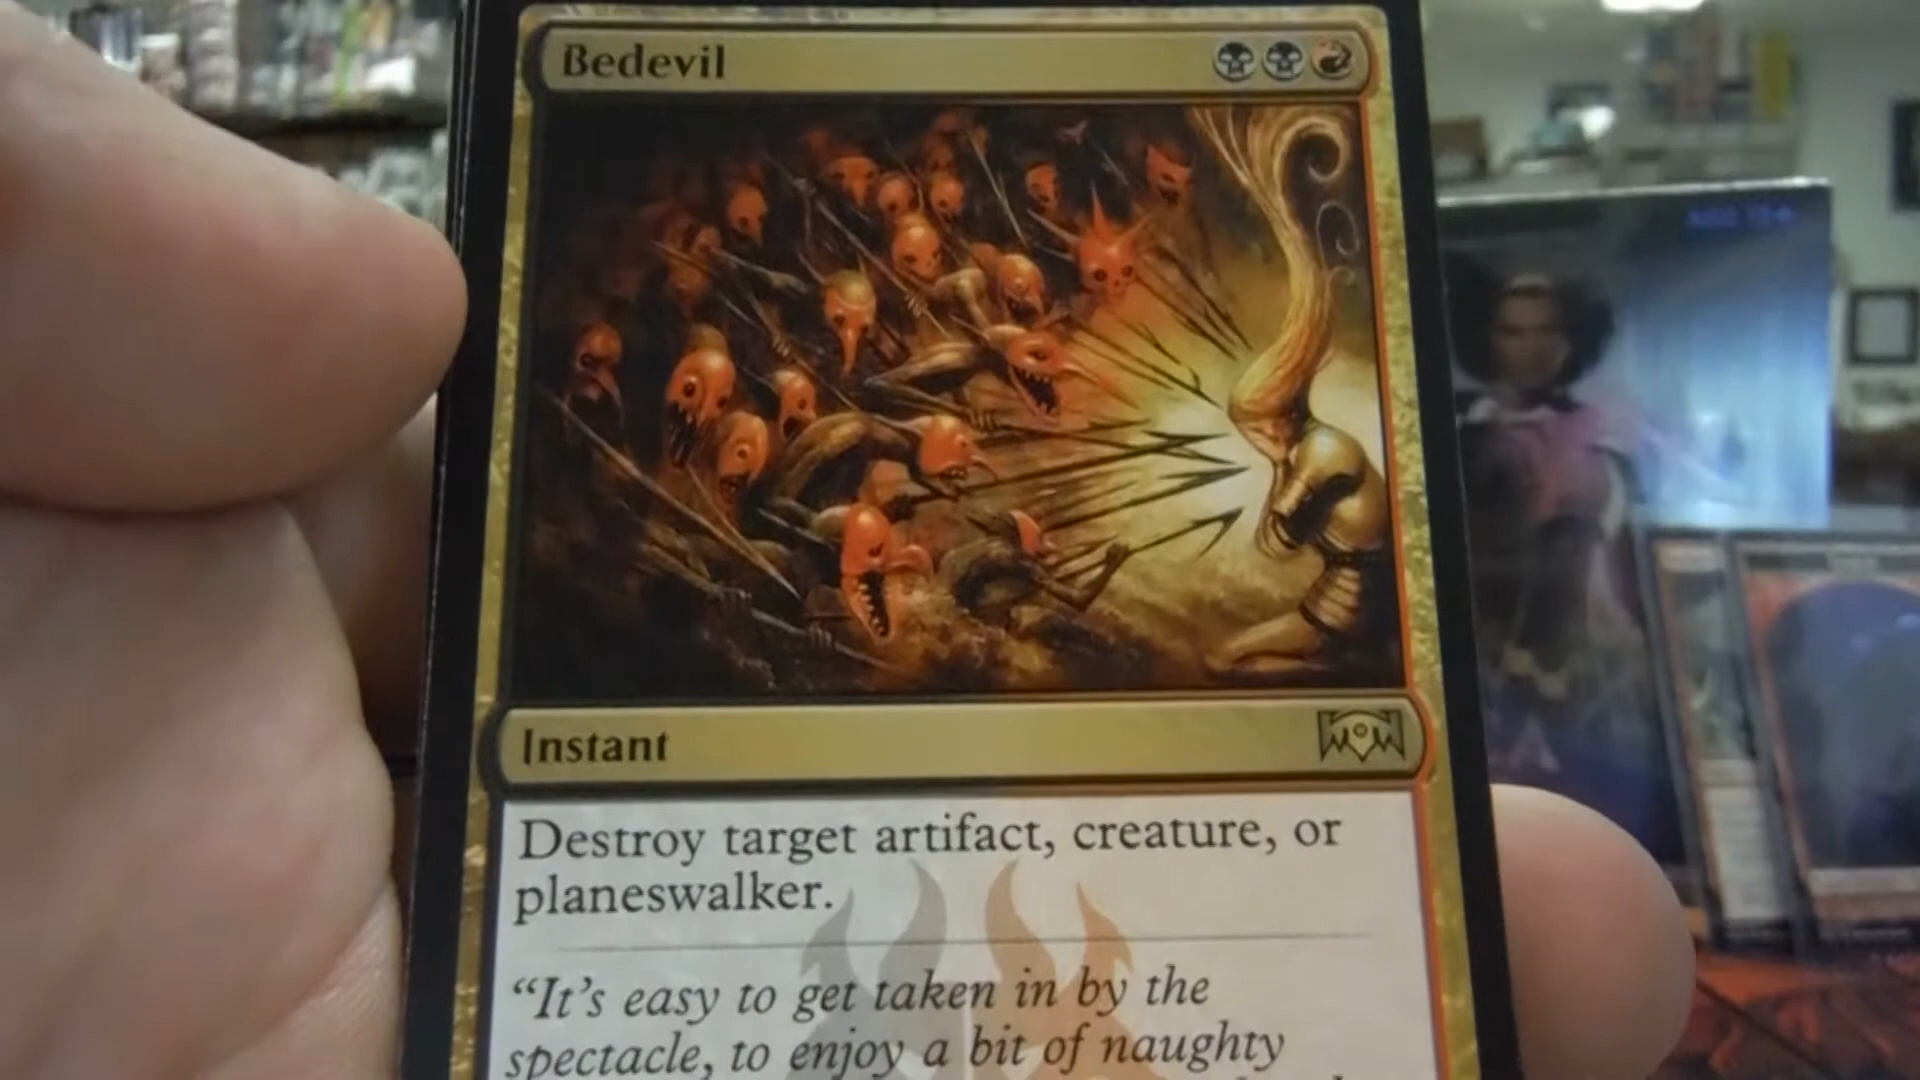 Bedevil
Instant
Destroy target artifact, creature, or
planeswalker.
“It's easy to get taken in by the
spectacle, to enjoy a bit of naughty